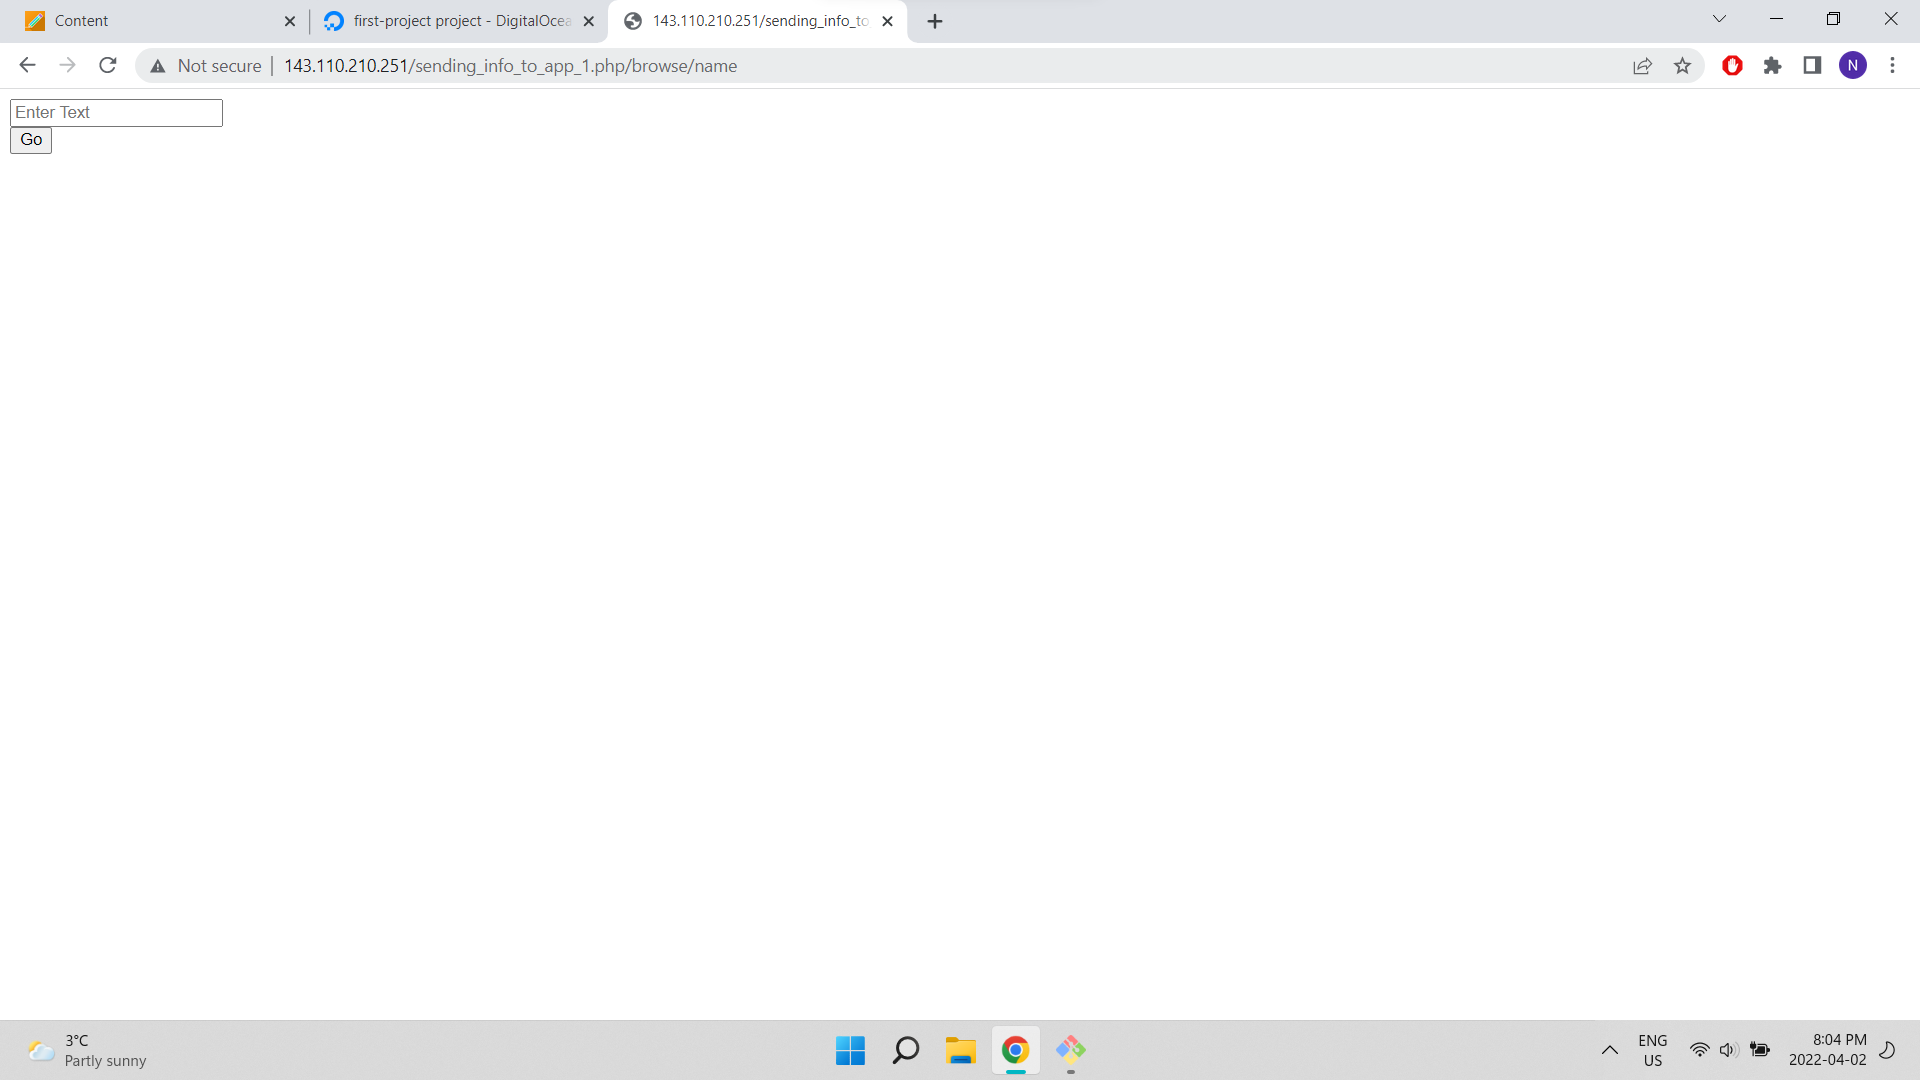 Content
first-project project - DigitalOcea
143.110.210.251/sending_info_to
Not secure
143.110.210.251/sending_info_to_app_1.php/browse/name
N
Enter Text
Go
3°C
Partly sunny
ENG
US
8:04 PM
2022-04-02